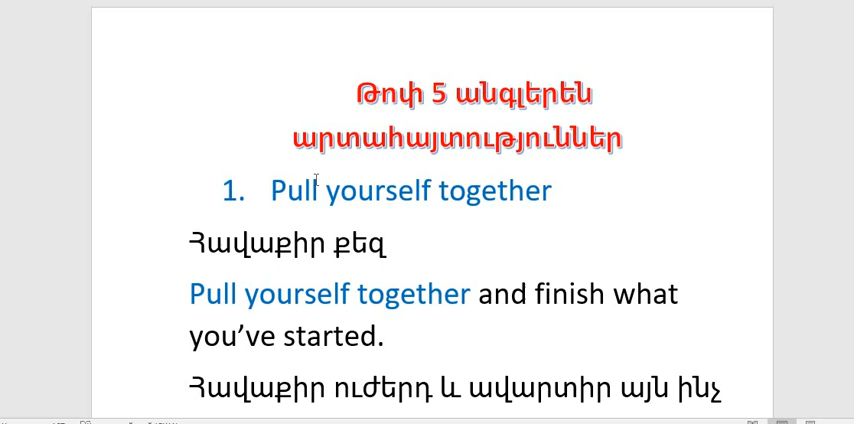 Թոփ 5 անգլերեն
արտահայտություններ
1. Pull yourself together
Հավաքիր քեզ
Pull yourself together and finish what
you’ve started.
Հավաքիր ուժերդ և ավարտիր այն ինչ